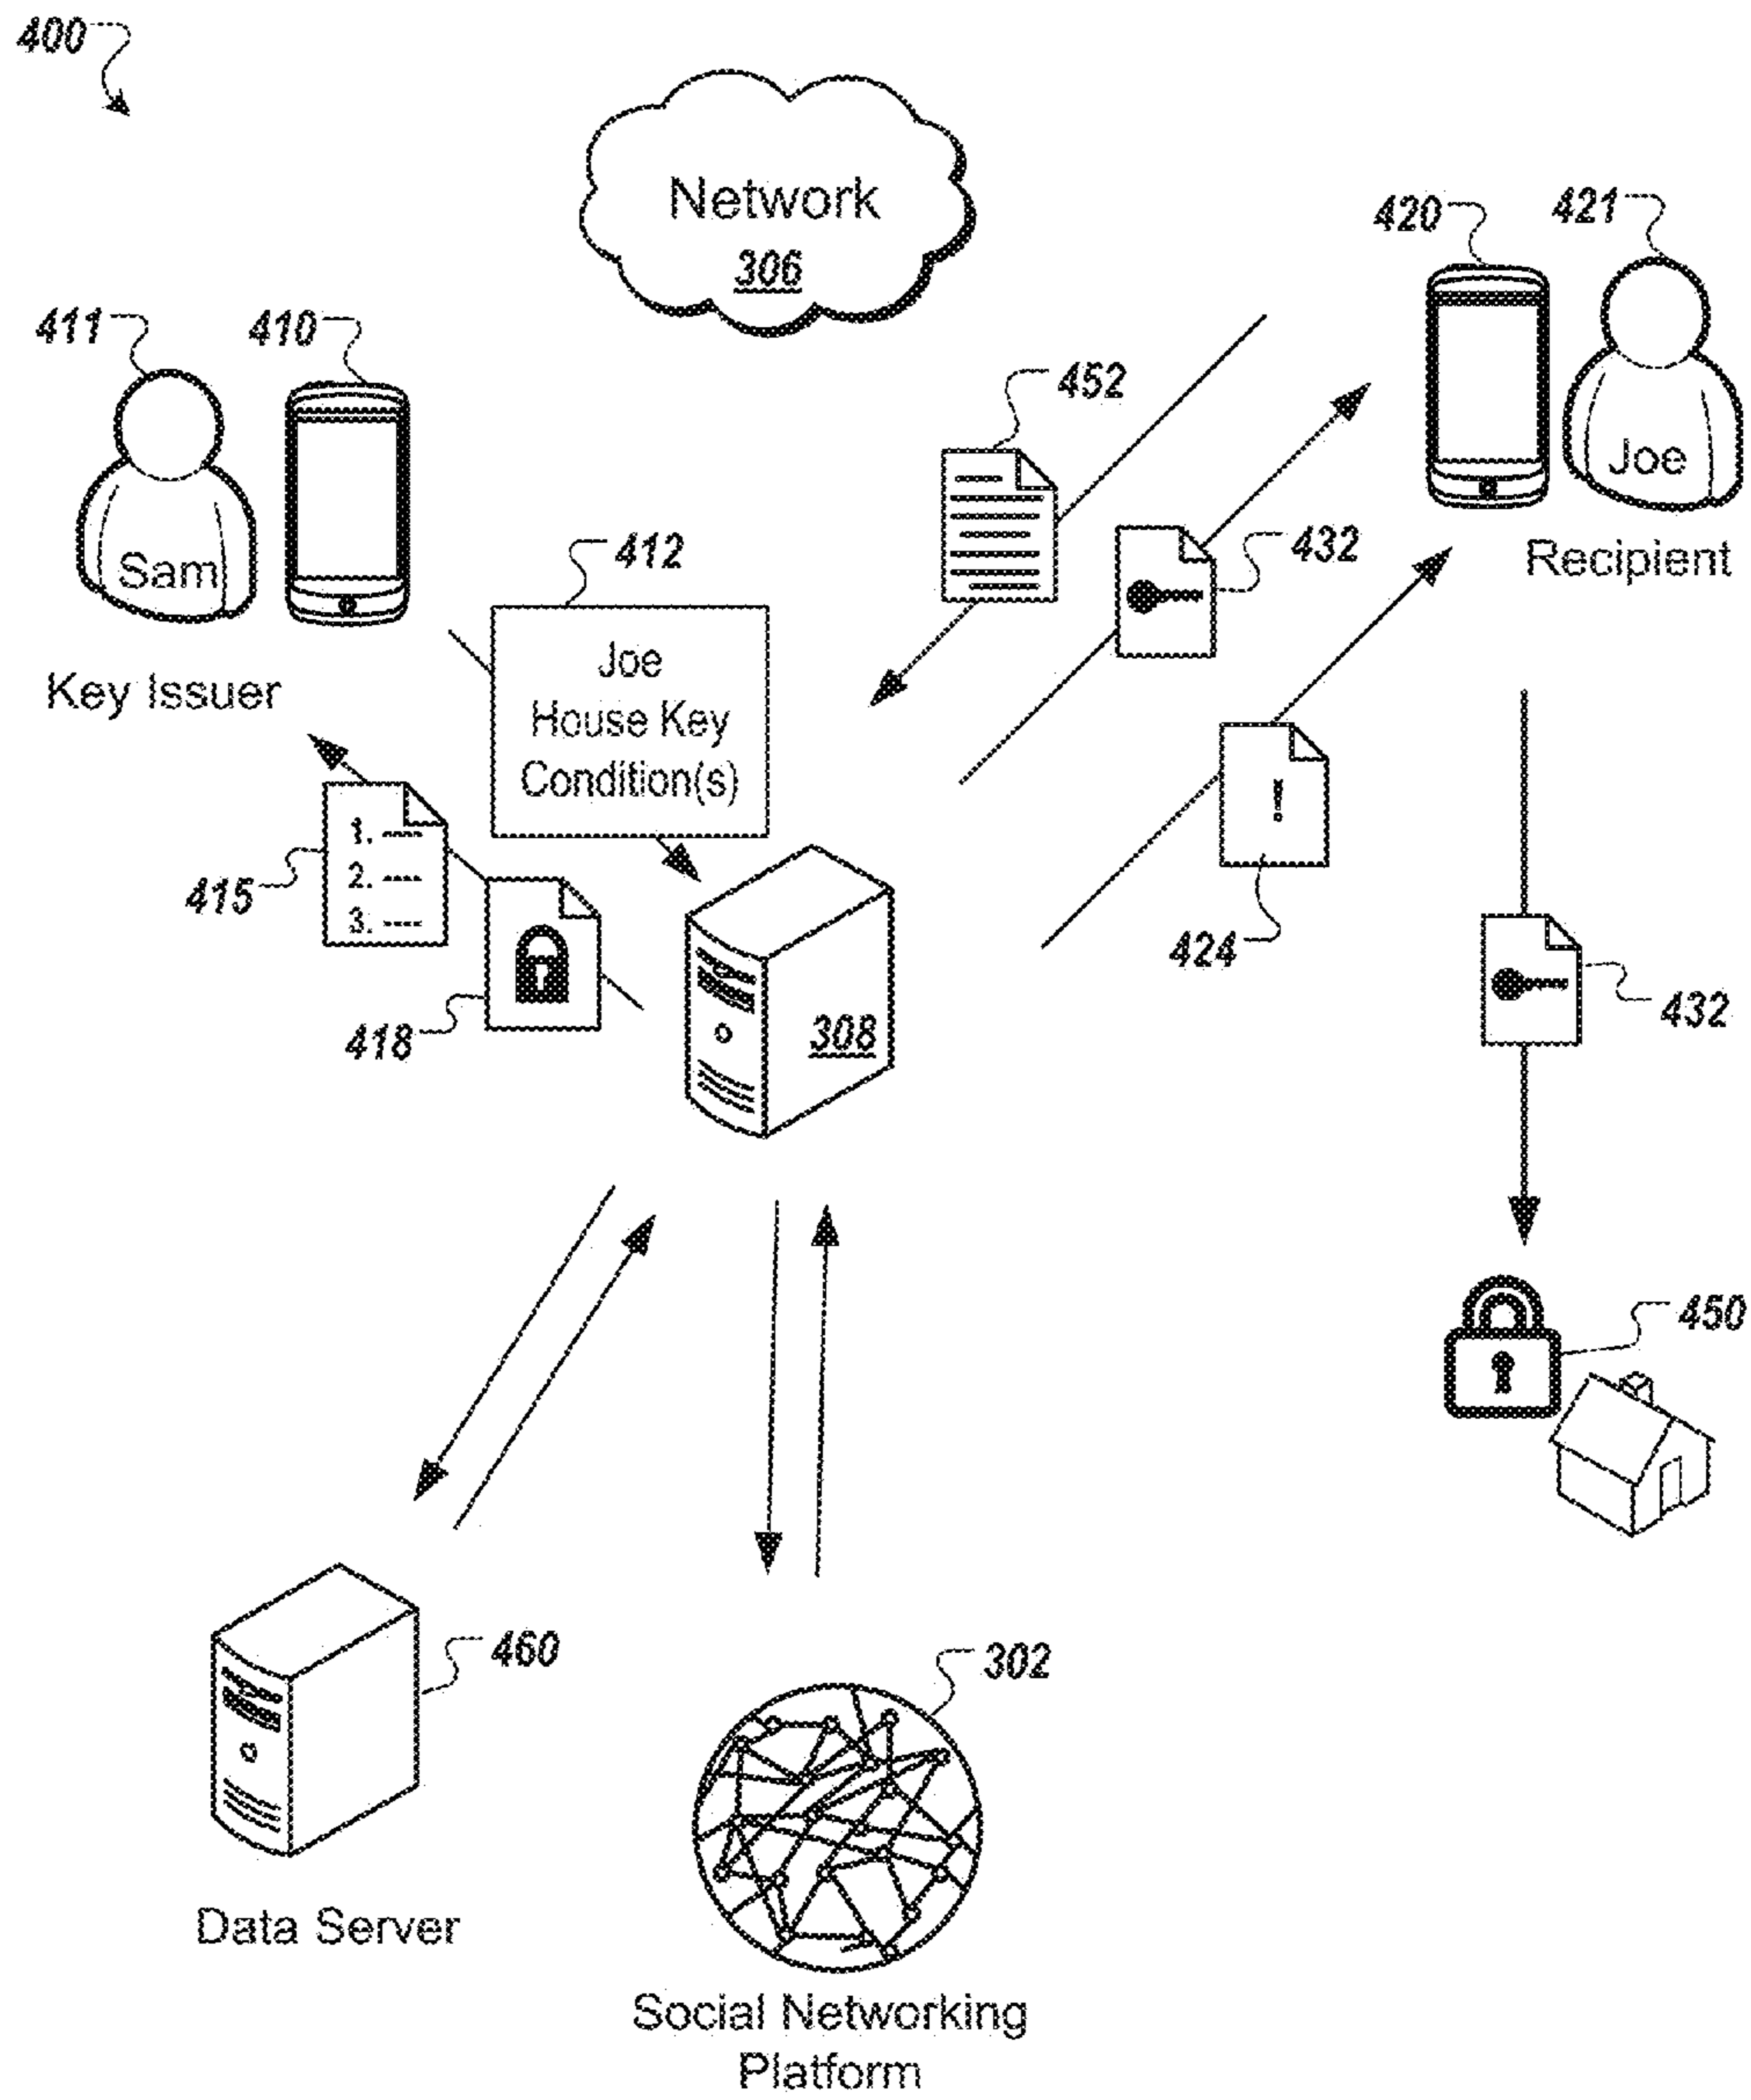 400
Network
306
420
421
411
410
452
Joe
Sam
412
432
Recipient
Key Issuer
Joe
House Key
Condition(s)
!
1.
2.
3.
415
424
418
308
432
450
460
302
Data Server
Social Networking
Platform